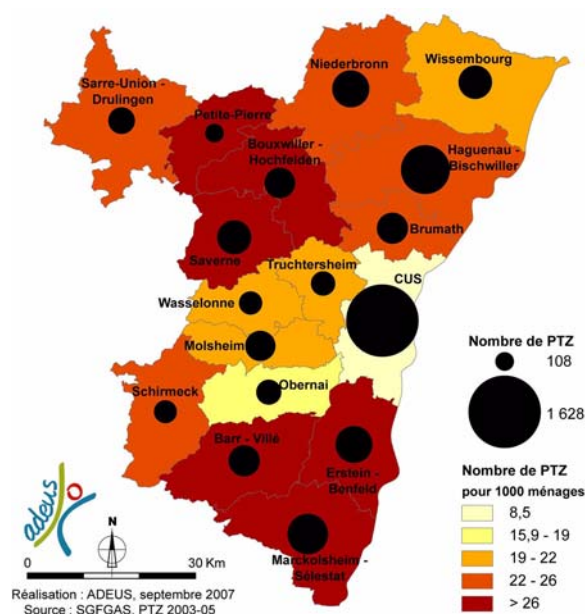 Wissembourg
Niederbronn
Sarre-Union -
Drulingen
Petite-Pierre
Bouxwiller -
Hochfelden
Haguenau -
Bischwiller
Brumath
Saverne
Truchtersheim
CUS
Wasselonne
Molsheim
Obernai
Schirmeck
Barr - Villé
Erstein -
Benfeld
Marckolsheim -
Sélestat
Nombre de PTZ
108
1 628
Nombre de PTZ
pour 1000 ménages
8,5
15,9 - 19
19 - 22
22 - 26
> 26
adeus
N
0
30 Km
Réalisation : ADEUS, septembre 2007
Source : SGFGAS, PTZ 2003-05